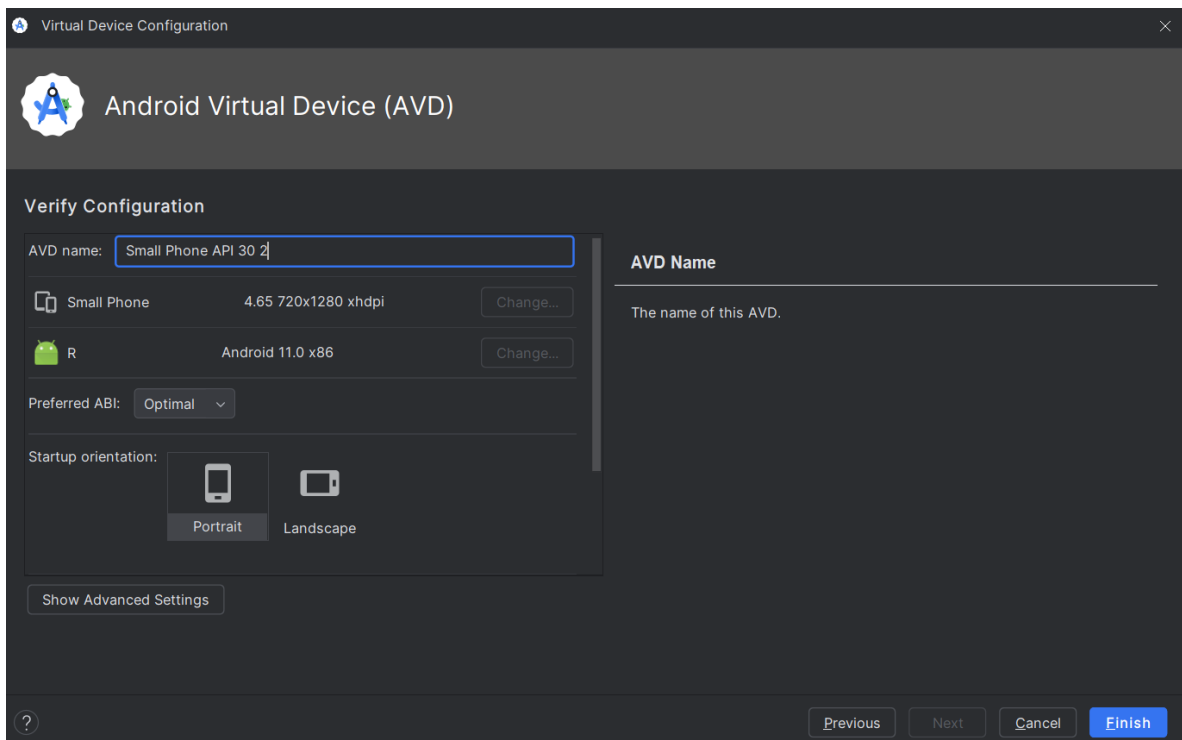 Virtual Device Configuration
Android Virtual Device (AVD)
Verify Configuration
AVD name: Small Phone API 30 2
Small Phone 4.65 720x1280 xhdpi Change...
R Android 11.0 x86 Change...
Preferred ABI: Optimal
Startup orientation:
Portrait
Landscape
Show Advanced Settings
AVD Name
The name of this AVD.
? Previous Next Cancel Finish